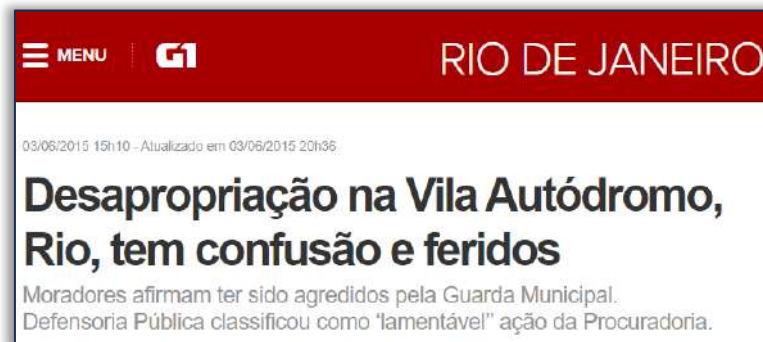 MENU G1 RIO DE JANEIRO
03/06/2015 15h10 - Atualizado em 03/06/2015 20h36
Desapropriação na Vila Autódromo,
Rio, tem confusão e feridos
Moradores afirmam ter sido agredidos pela Guarda Municipal.
Defensoria Pública classificou como 'lamentável" ação da Procuradoria.